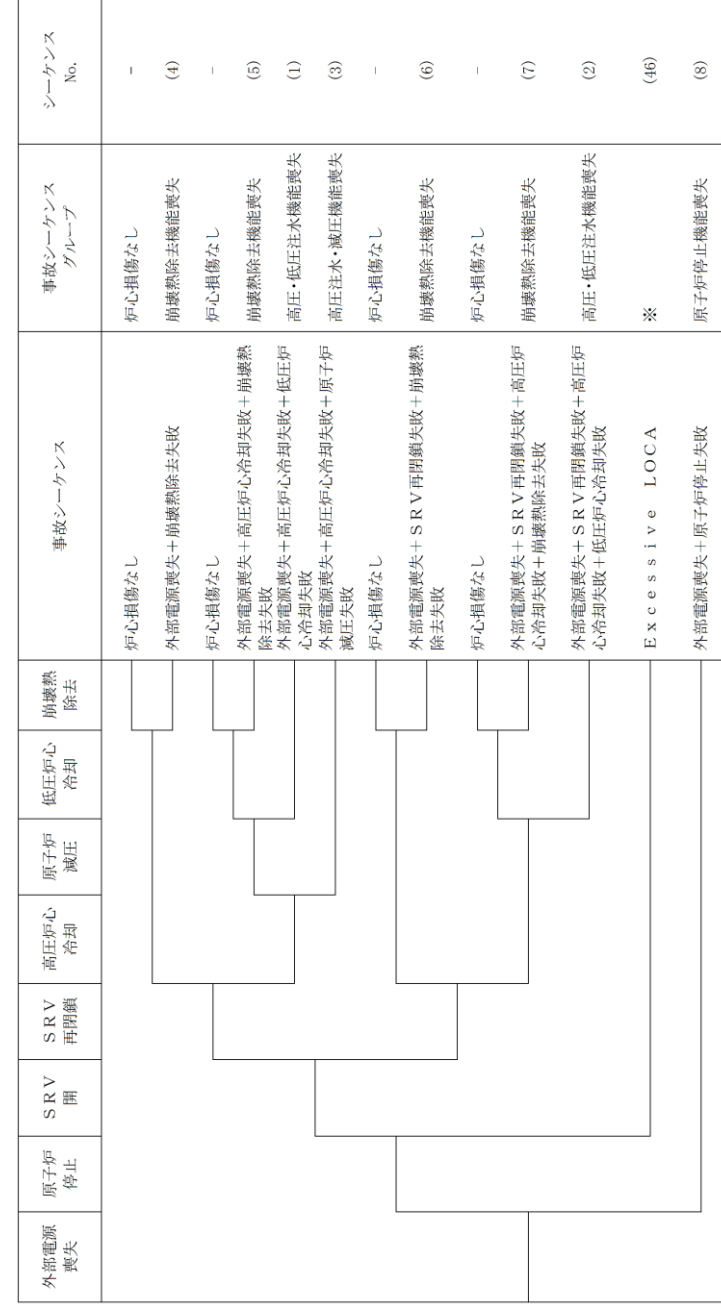 外部電源
喪失
原子炉
停止
ＳＲＶ
開
ＳＲＶ
再閉鎖
高圧炉心
冷却
原子炉
減圧
低圧炉心
冷却
崩壊熱
除去
事故シーケンス
事故シーケンス
グループ
シーケンス
No.
炉心損傷なし
炉心損傷なし
－
外部電源喪失＋崩壊熱除去失敗
崩壊熱除去機能喪失
(4)
炉心損傷なし
炉心損傷なし
－
外部電源喪失＋高圧炉心冷却失敗＋崩壊熱
除去失敗
崩壊熱除去機能喪失
(5)
外部電源喪失＋高圧炉心冷却失敗＋低圧炉
心冷却失敗
高圧・低圧注水機能喪失
(1)
外部電源喪失＋高圧炉心冷却失敗＋原子炉
減圧失敗
高圧注水・減圧機能喪失
(3)
炉心損傷なし
炉心損傷なし
－
外部電源喪失＋ＳＲＶ再閉鎖失敗＋崩壊熱
除去失敗
崩壊熱除去機能喪失
(6)
炉心損傷なし
炉心損傷なし
－
外部電源喪失＋ＳＲＶ再閉鎖失敗＋高圧炉
心冷却失敗＋崩壊熱除去失敗
崩壊熱除去機能喪失
(7)
外部電源喪失＋ＳＲＶ再閉鎖失敗＋高圧炉
心冷却失敗＋低圧炉心冷却失敗
高圧・低圧注水機能喪失
(2)
Ｅｘｃｅｓｓｉｖｅ　ＬＯＣＡ
※
(46)
外部電源喪失＋原子炉停止失敗
原子炉停止機能喪失
(8)